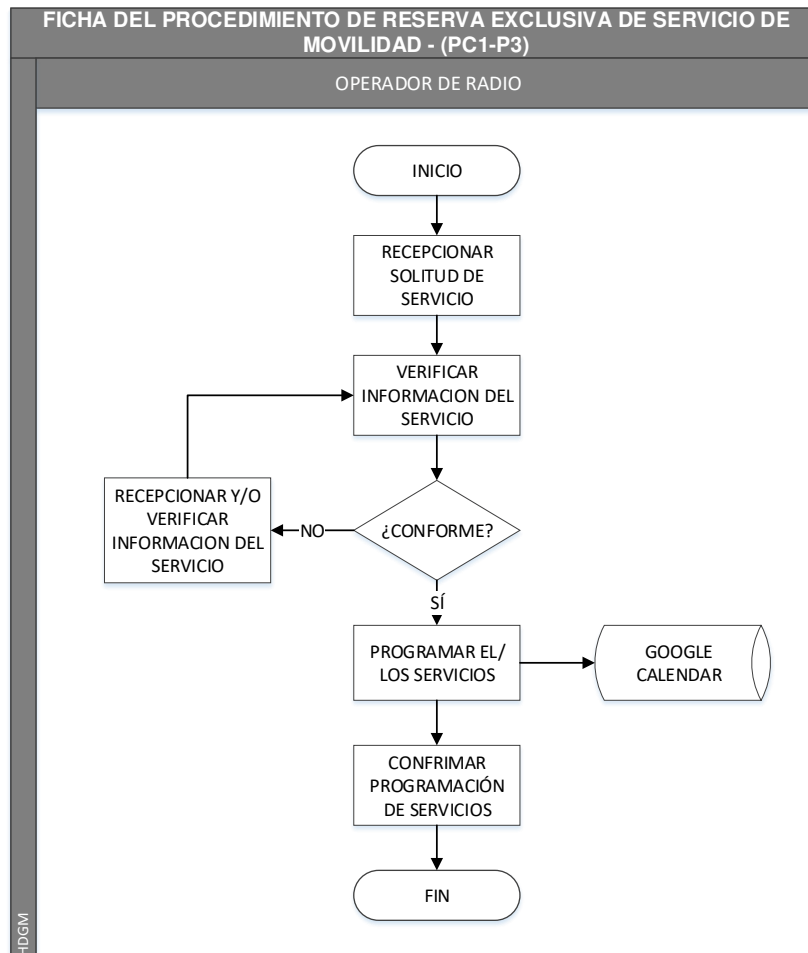 FICHA DEL PROCEDIMIENTO DE RESERVA EXCLUSIVA DE SERVICIO DE
MOVILIDAD - (PC1-P3)
OPERADOR DE RADIO
INICIO
RECEPCIONAR
SOLITUD DE
SERVICIO
VERIFICAR
INFORMACION DEL
SERVICIO
RECEPCIONAR Y/O
VERIFICAR
INFORMACION DEL
SERVICIO
NO
¿CONFORME?
SÍ
PROGRAMAR EL/
LOS SERVICIOS
GOOGLE
CALENDAR
CONFRIMAR
PROGRAMACIÓN
DE SERVICIOS
FIN
HDGM